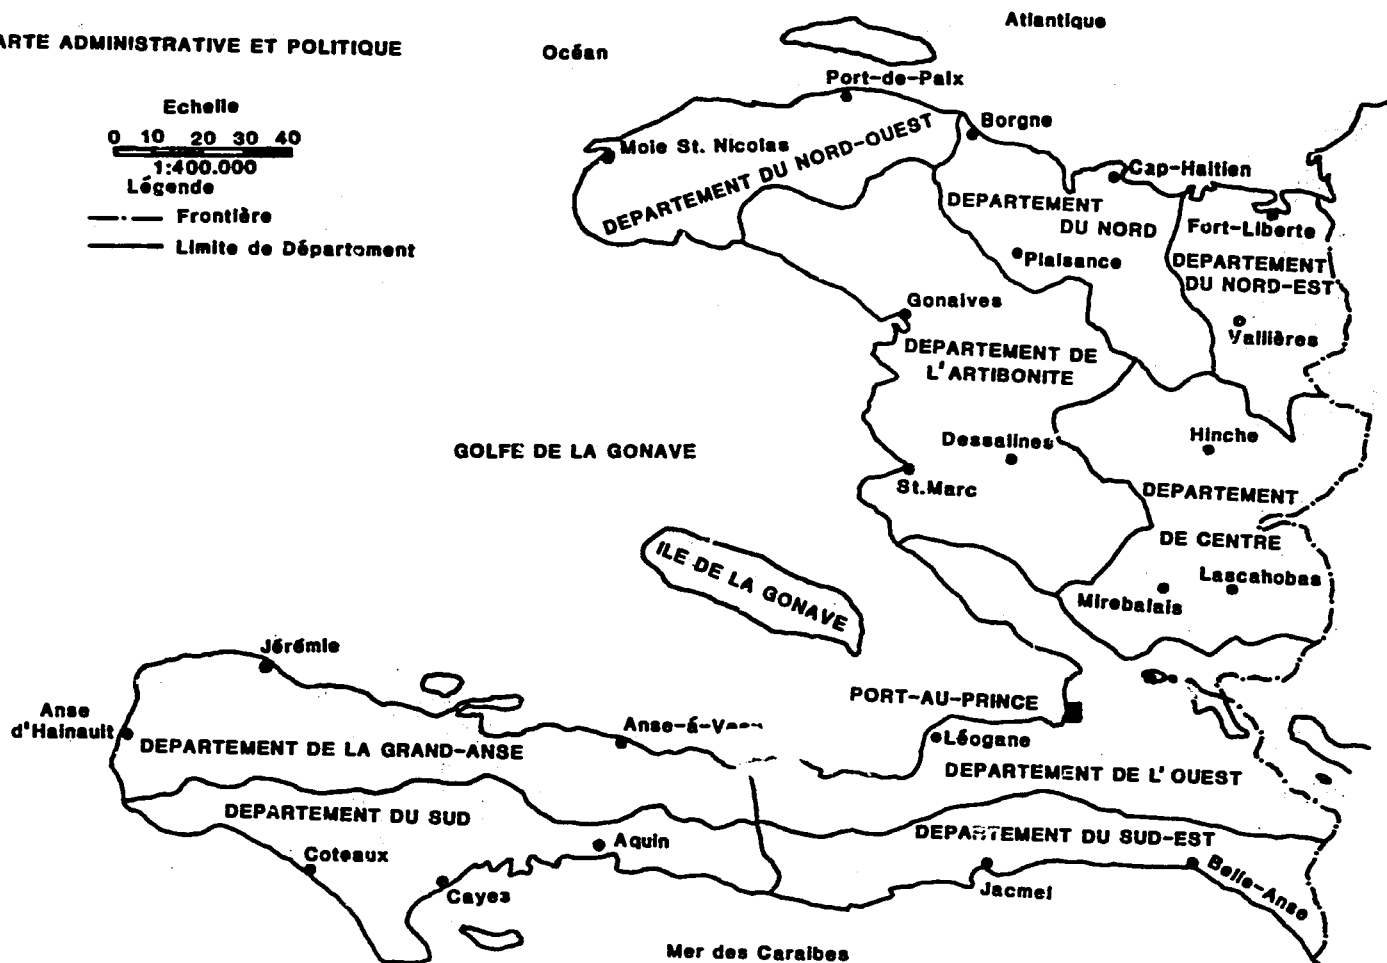 ARTE ADMINISTRATIVE ET POLITIQUE
Echelle
0 10 20 30 40
1:400.000
Légende
Frontière
Limite de Départoment
Océan
Atlantique
Port-de-Paix
Borgne
Mole St. Nicolas
Cap-Haitien
DEPARTEMENT DU NORD-OUEST
DEPARTEMENT
DU NORD
Fort-Liberte
Plaisance
DEPARTEMENT
DU NORD-EST
Gonaives
Vallières
DEPARTEMENT DE
L'ARTIBONITE
GOLFE DE LA GONAVE
Dessalines
Hinche
St.Marc
DEPARTEMENT
DE CENTRE
ILE DE LA GONAVE
Lascahobas
Mirebalais
Jérémie
PORT-AU-PRINCE
Anse
d'Hainault
Anse-á-
Léogane
DEPARTEMENT DE LA GRAND-ANSE
DEPARTEMENT DE L'OUEST
DEPARTEMENT DU SUD
DEPARTEMENT DU SUD-EST
Aquin
Coteaux
Cayes
Jacmel
Belle-Anse
Mer des Caraibes